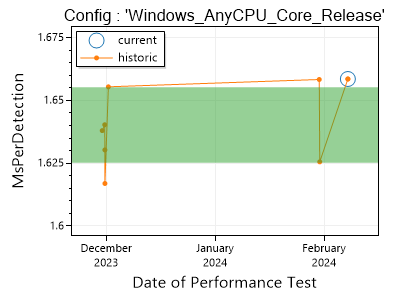 Config : 'Windows_AnyCPU_Core_Release'
current
historic
1.675
1.65
1.625
1.6
MsPerDetection
December
2023
January
2024
February
2024
Date of Performance Test